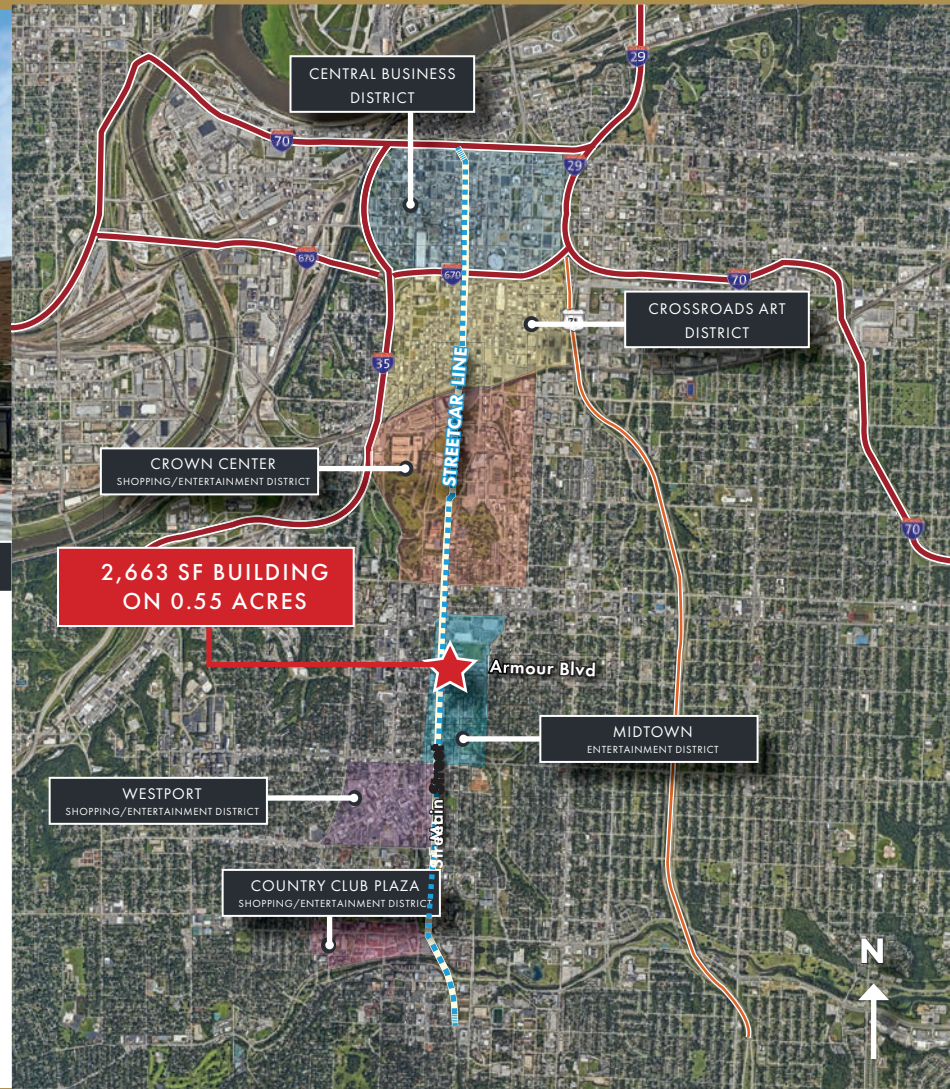 29
CENTRAL BUSINESS
DISTRICT
70
29
670
670
70
CROSSROADS ART
DISTRICT
71
35
STREETCAR LINE
CROWN CENTER
SHOPPING/ENTERTAINMENT DISTRICT
70
2,663 SF BUILDING
ON 0.55 ACRES
Armour Blvd
MIDTOWN
ENTERTAINMENT DISTRICT
WESTPORT
SHOPPING/ENTERTAINMENT DISTRICT
Main
COUNTRY CLUB PLAZA
SHOPPING/ENTERTAINMENT DISTRICT
N